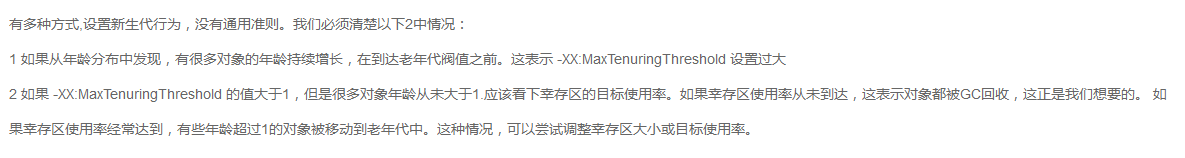 有多种方式,设置新生代行为，没有通用准则。我们必须清楚以下2中情况：
1 如果从年龄分布中发现，有很多对象的年龄持续增长，在到达老年代阀值之前。这表示 -XX:MaxTenuringThreshold 设置过大
2 如果 -XX:MaxTenuringThreshold 的值大于1，但是很多对象年龄从未大于1.应该看下幸存区的目标使用率。如果幸存区使用率从未到达，这表示对象都被GC回收，这正是我们想要的。 如
果幸存区使用率经常达到，有些年龄超过1的对象被移动到老年代中。这种情况，可以尝试调整幸存区大小或目标使用率。